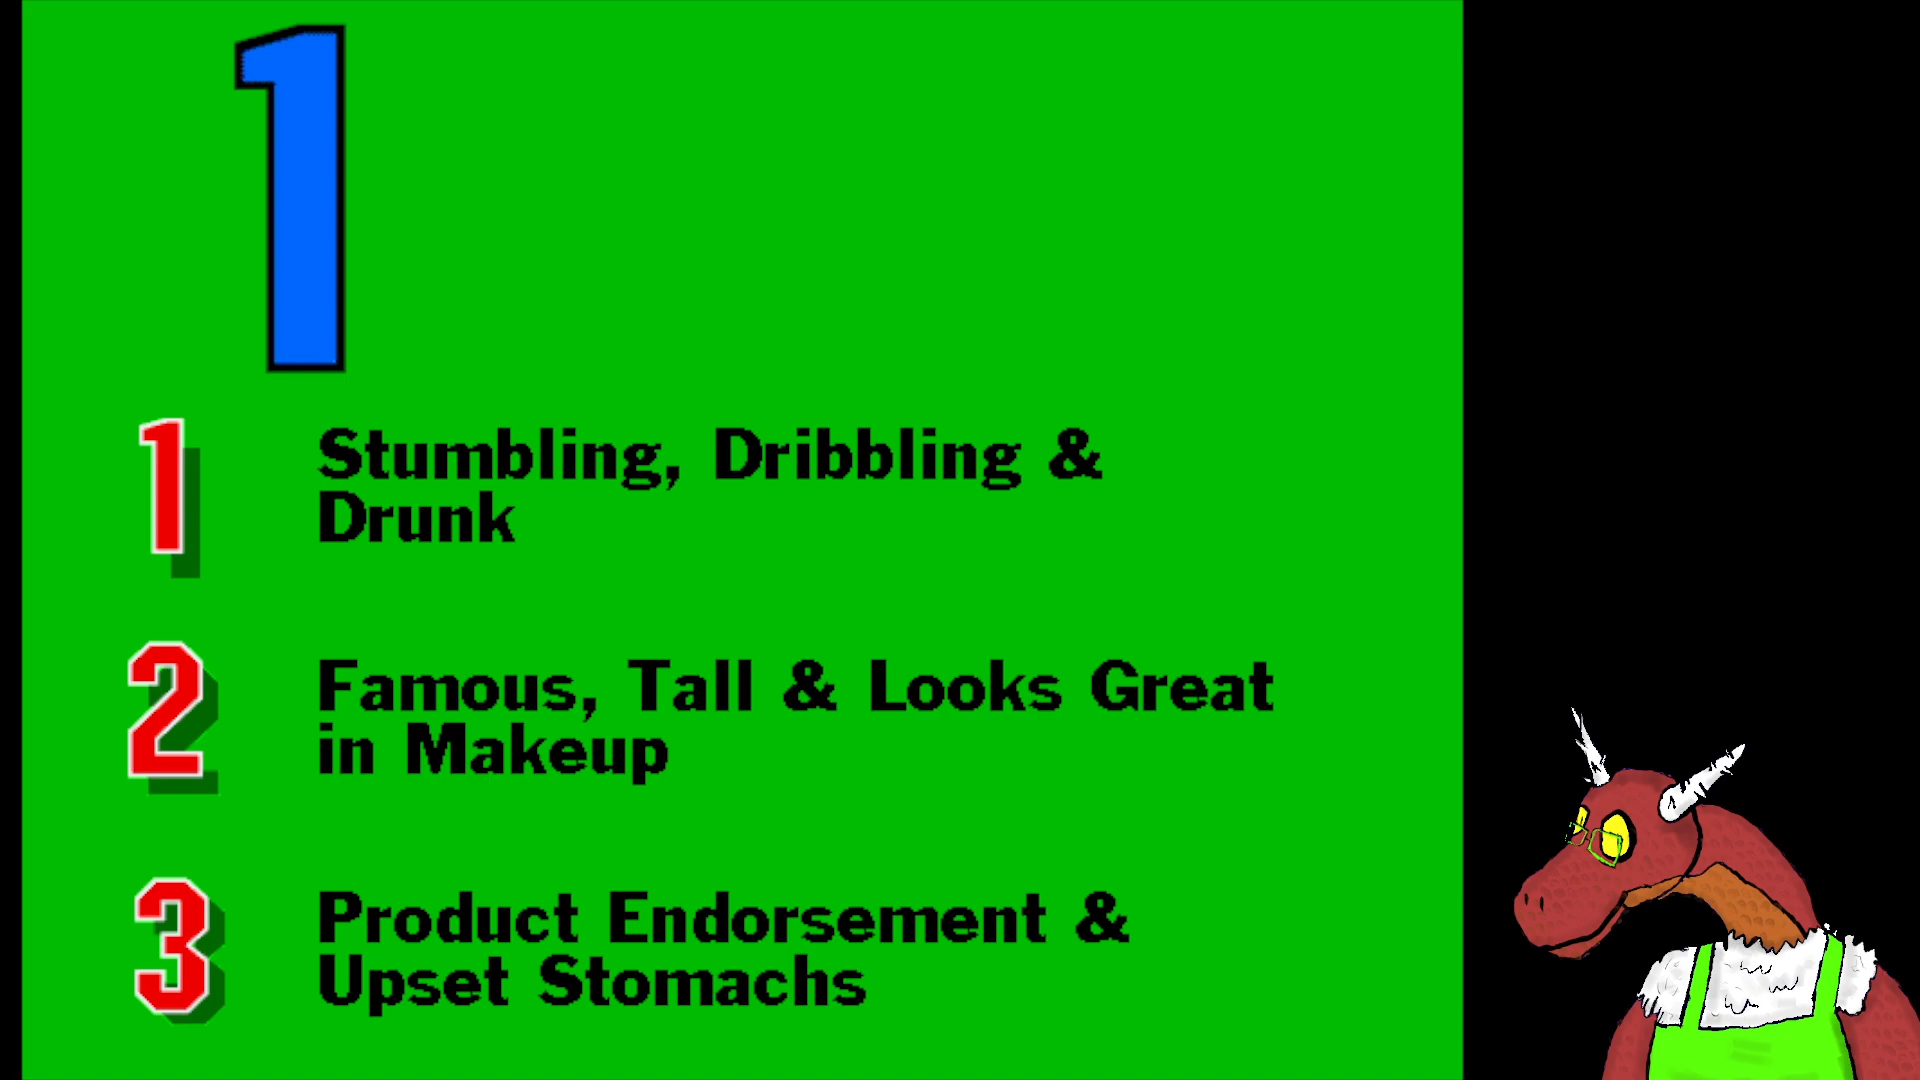 1
1 Stumbling, Dribbling &
Drunk
2 Famous, Tall & Looks Great
in Makeup
3 Product Endorsement &
Upset Stomachs